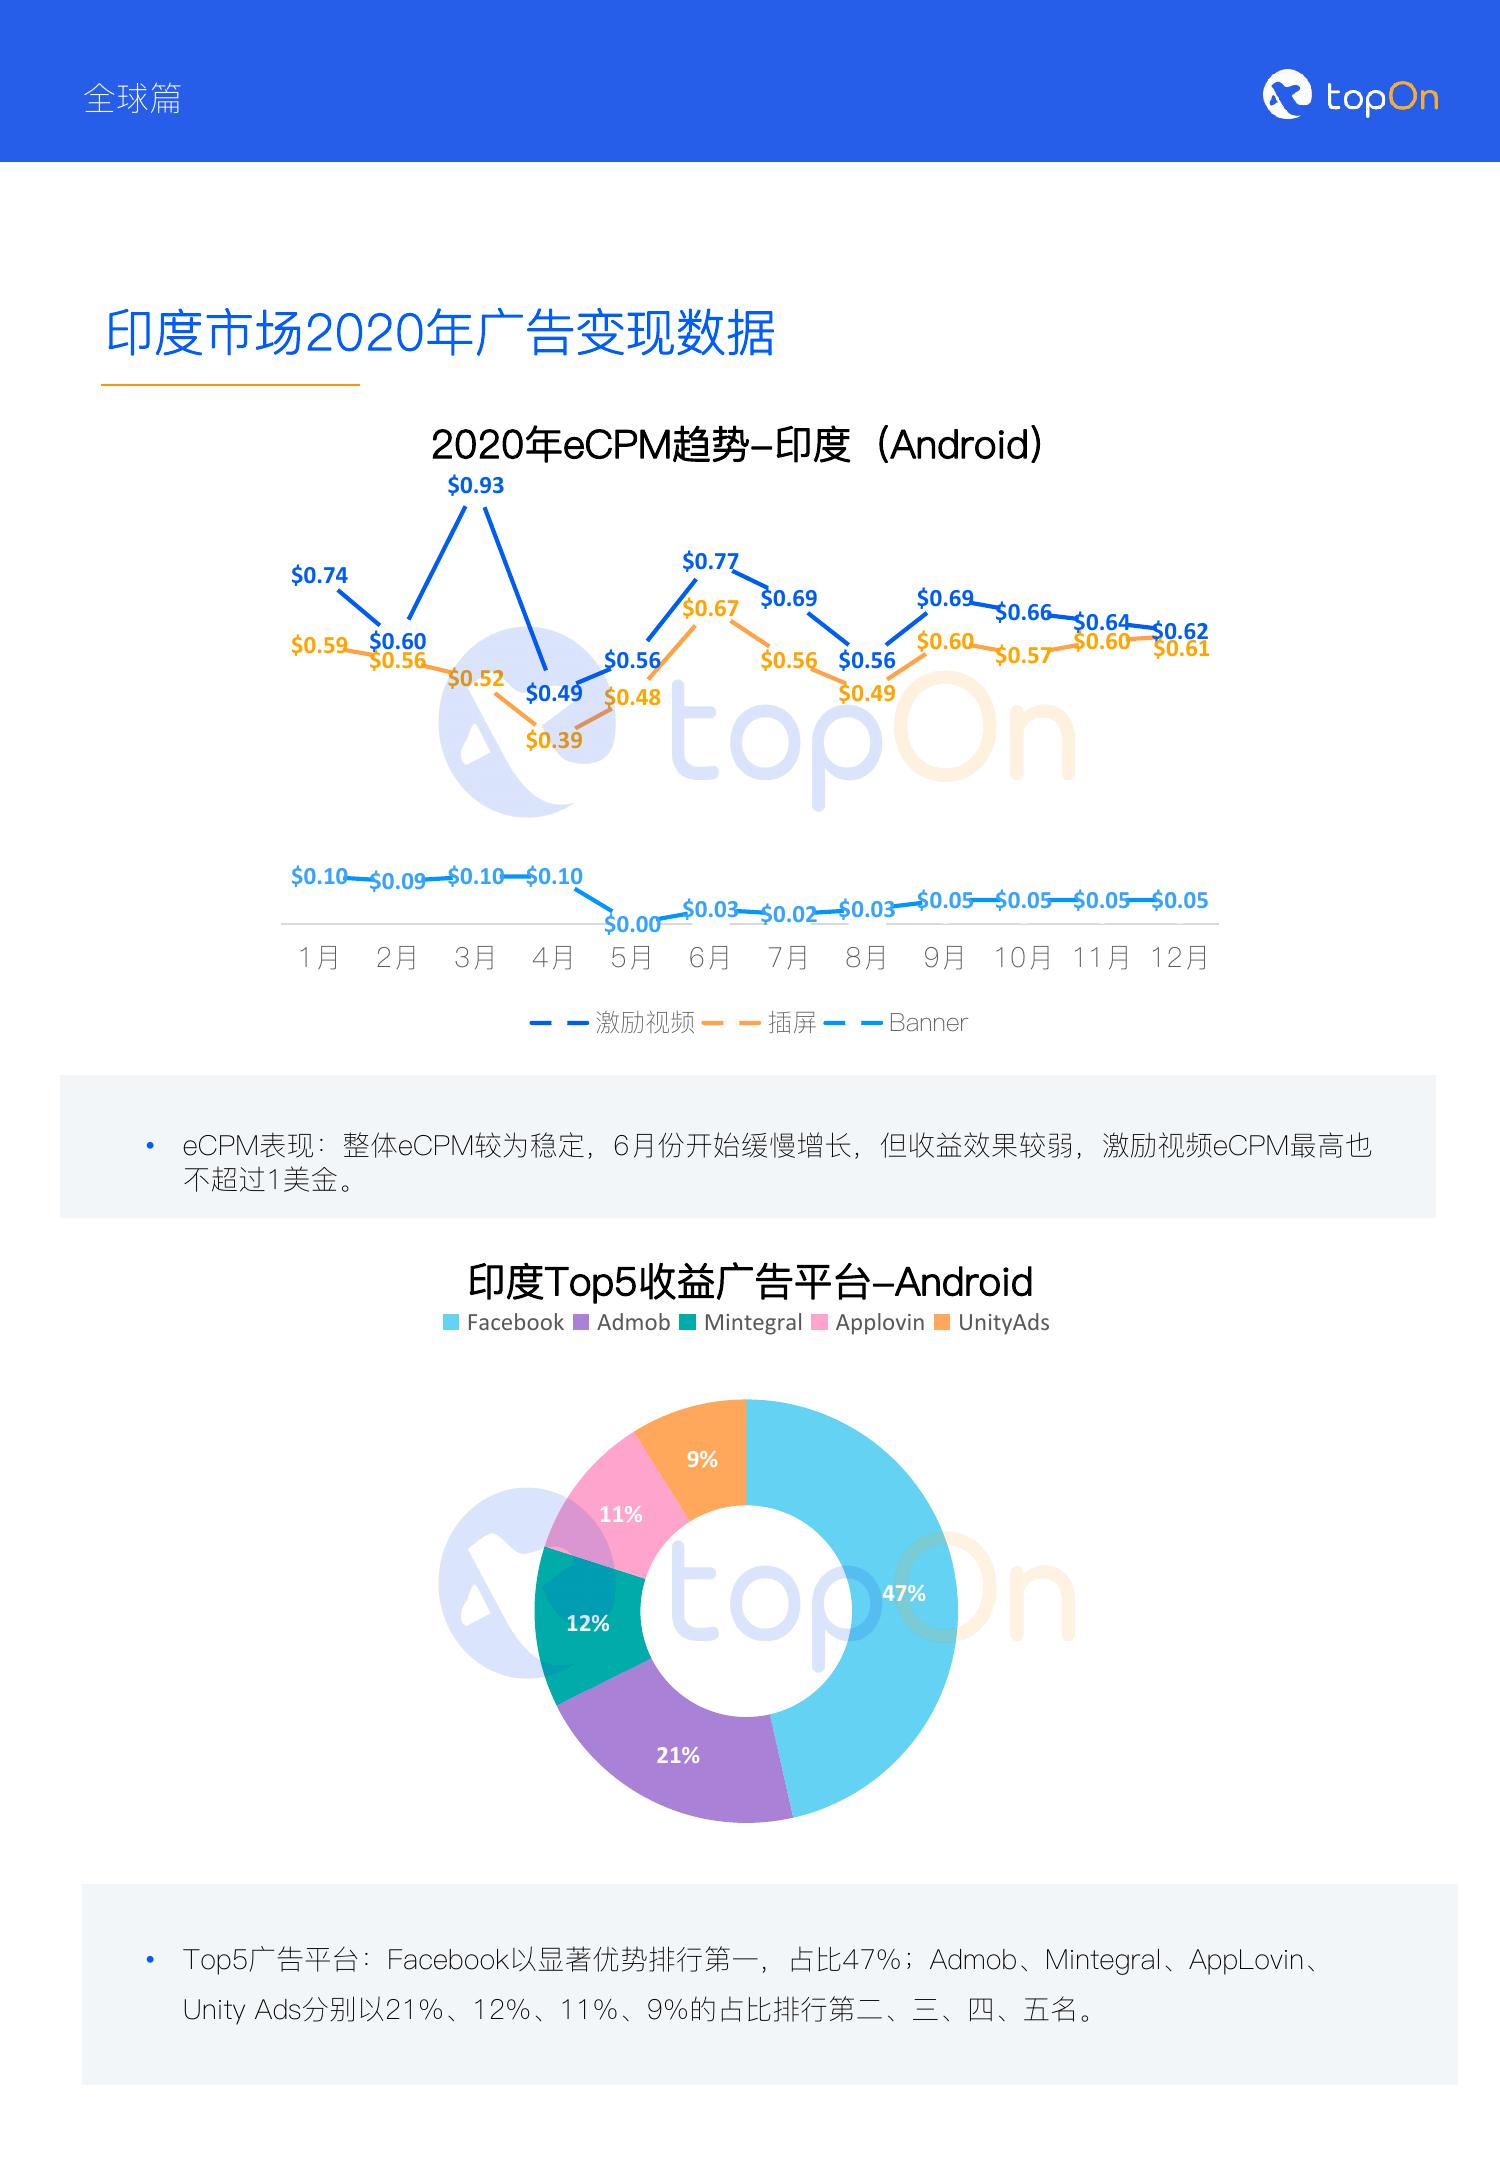 全球篇
topOn
印度市场2020年广告变现数据
2020年eCPM趋势-印度（Android）
$0.74 $0.60 $0.93 $0.49 $0.56 $0.77 $0.69 $0.56 $0.69 $0.66 $0.64 $0.62
$0.59 $0.56 $0.52 $0.39 $0.48 $0.67 $0.56 $0.49 $0.60 $0.57 $0.60 $0.61
topOn
$0.10 $0.09 $0.10 $0.10 $0.00 $0.03 $0.02 $0.03 $0.05 $0.05 $0.05 $0.05
1月 2月 3月 4月 5月 6月 7月 8月 9月 10月 11月 12月
激励视频 插屏 Banner
• eCPM表现：整体eCPM较为稳定，6月份开始缓慢增长，但收益效果较弱，激励视频eCPM最高也
不超过1美金。
印度Top5收益广告平台-Android
Facebook Admob Mintegral Applovin UnityAds
9%
11%
47%
12%
21%
topOn
• Top5广告平台：Facebook以显著优势排行第一，占比47%；Admob、Mintegral、AppLovin、
Unity Ads分别以21%、12%、11%、9%的占比排行第二、三、四、五名。